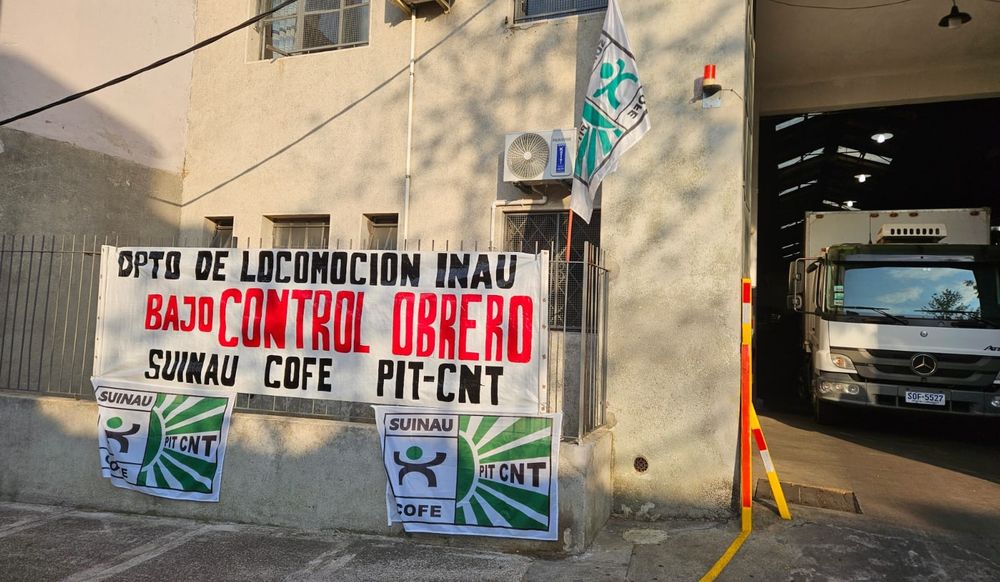 DPTO DE LOCOMOCION INAU
BAJO CONTROL OBRERO
SUINAU COFE PIT-CNT
SUINAU
PIT CNT
COFE
SUINAU
PIT CNT
COFE
COFE
SOF-5527